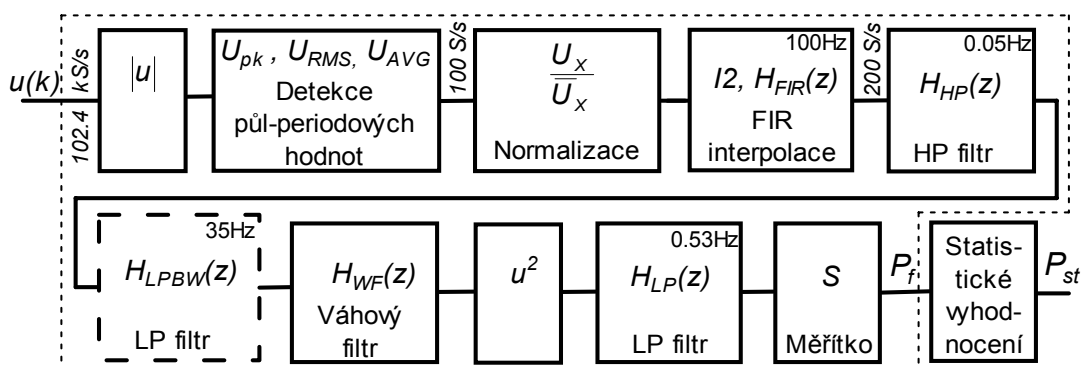 u(k)
102.4 kS/s
|u|
U_pk , U_RMS, U_AVG
Detekce
půl-periodových
hodnot
100 S/s
U_X
U̅_X
Normalizace
100Hz
I2, H_FIR(z)
FIR
interpolace
200 S/s
0.05Hz
H_HP(z)
HP filtr
35Hz
H_LPBW(z)
LP filtr
H_WF(z)
Váhový
filtr
u²
0.53Hz
H_LP(z)
LP filtr
S
Měřítko
P_f
Statis-
tické
vyhod-
nocení
P_st